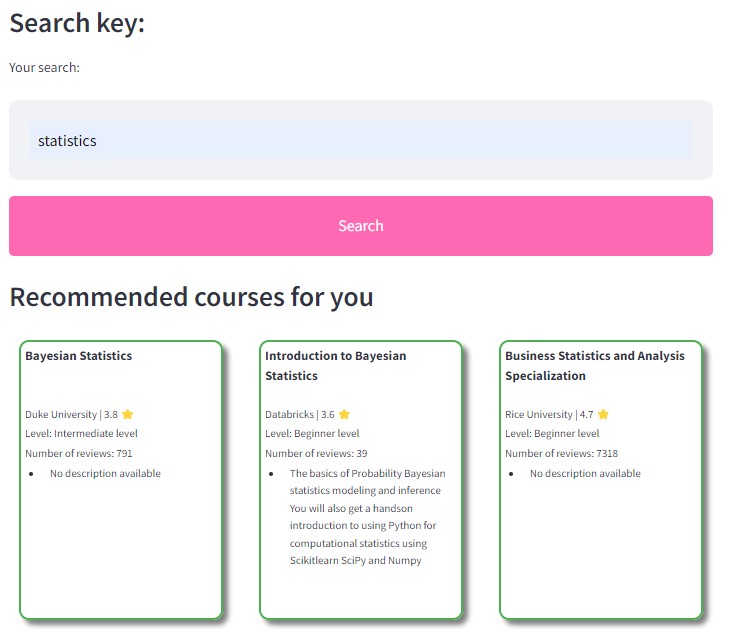 Search key:
Your search:
statistics
Search
Recommended courses for you
Bayesian Statistics
Duke University | 3.8 ⭐
Level: Intermediate level
Number of reviews: 791
• No description available
Introduction to Bayesian
Statistics
Databricks | 3.6 ⭐
Level: Beginner level
Number of reviews: 39
• The basics of Probability Bayesian
statistics modeling and inference
You will also get a handson
introduction to using Python for
computational statistics using
Scikitlearn SciPy and Numpy
Business Statistics and Analysis
Specialization
Rice University | 4.7 ⭐
Level: Beginner level
Number of reviews: 7318
• No description available